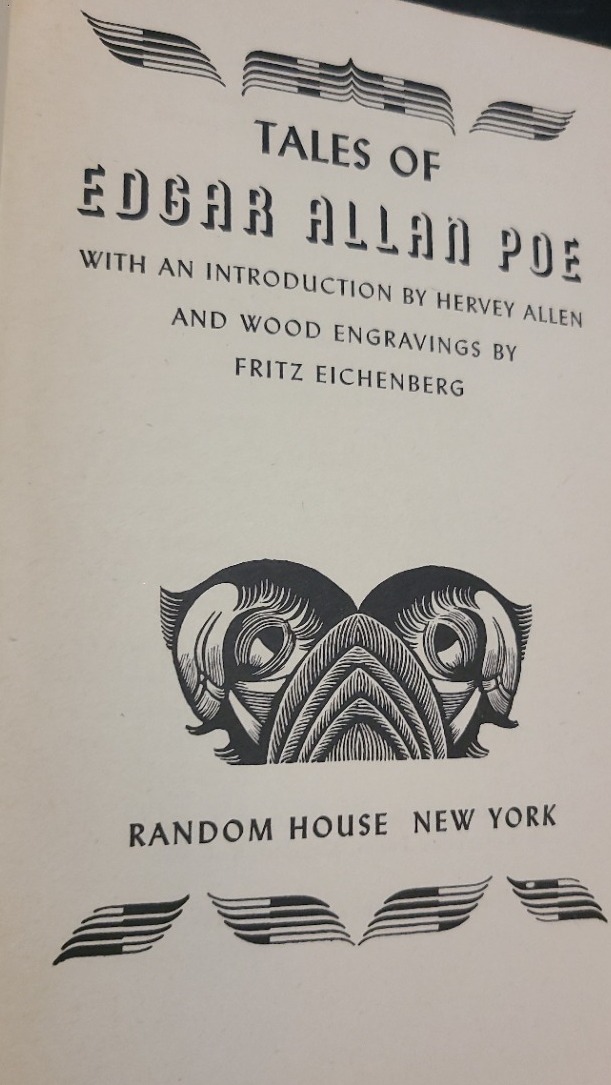 TALES OF
EDGAR ALLAN POE
WITH AN INTRODUCTION BY HERVEY ALLEN
AND WOOD ENGRAVINGS BY
FRITZ EICHENBERG
RANDOM HOUSE NEW YORK